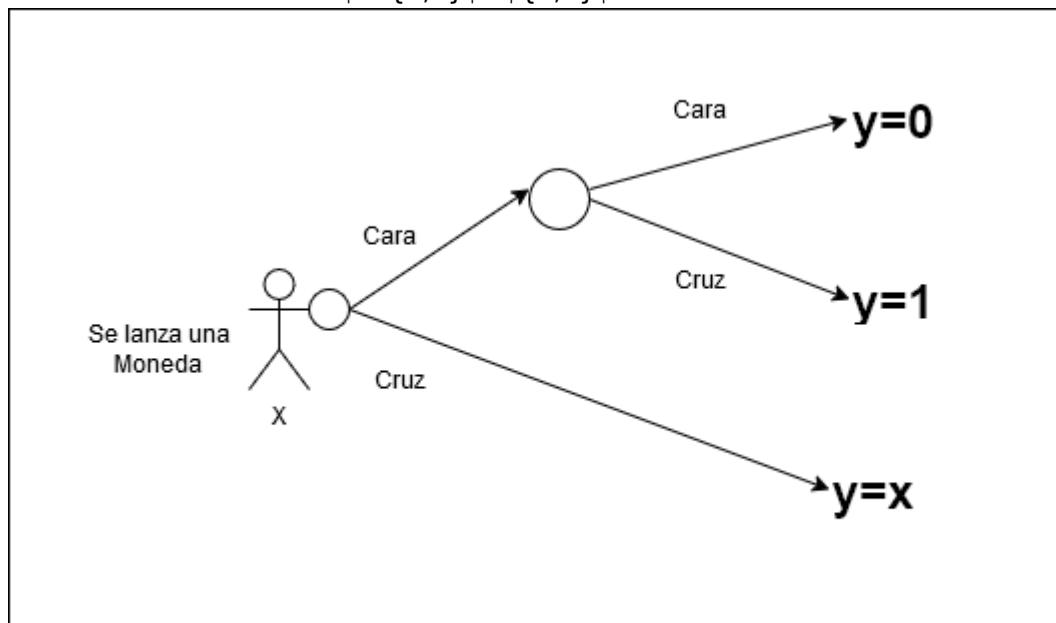 Cara
y=0
Cara
Cruz
y=1
Se lanza una
Moneda
Cruz
X
y=x